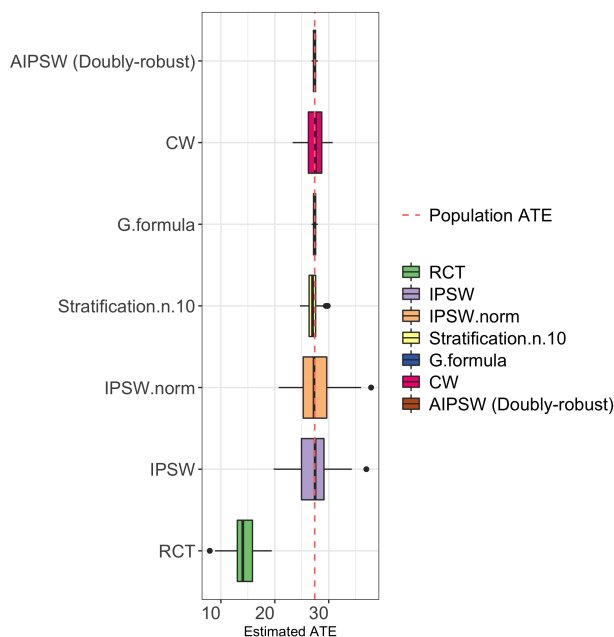 AIPSW (Doubly-robust)
CW
G.formula
Stratification.n.10
IPSW.norm
IPSW
RCT
10 20 30
Estimated ATE
Population ATE
RCT
IPSW
IPSW.norm
Stratification.n.10
G.formula
CW
AIPSW (Doubly-robust)